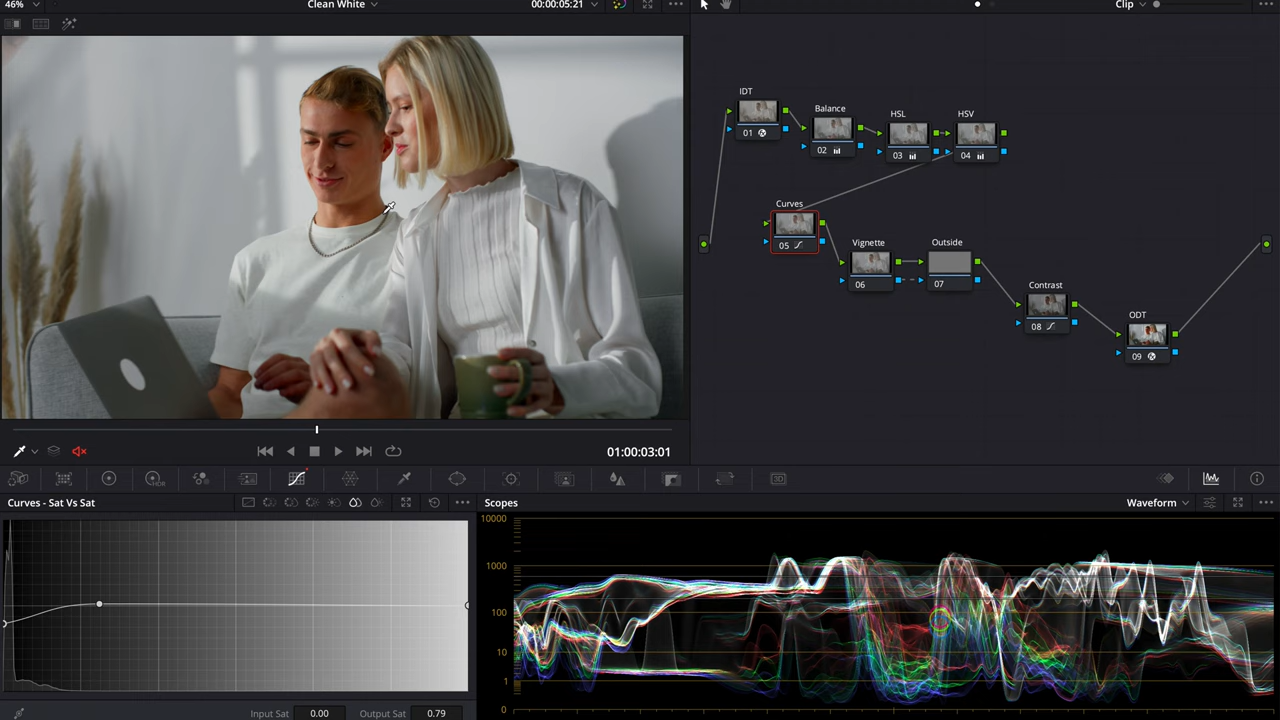 46%
Clean White
00:00:05:21
Clip
IDT
01
Balance
02
HSL
03
HSV
04
Curves
05
Vignette
06
Outside
07
Contrast
08
ODT
09
01:00:03:01
HDR
3D
Curves - Sat Vs Sat
Input Sat 0.00 Output Sat 0.79
Scopes
Waveform
10000
1000
100
10
1
0